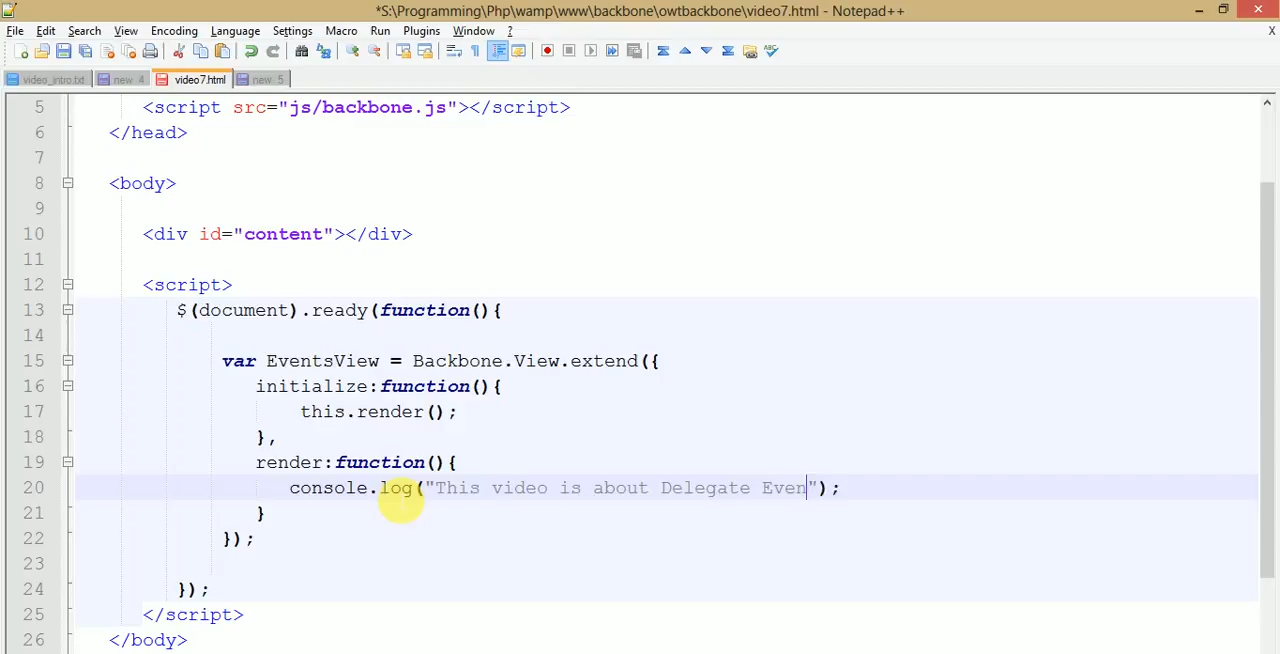 *S:\Programming\Php\wamp\www\backbone\owtbackbone\video7.html - Notepad++
File Edit Search View Encoding Language Settings Macro Run Plugins Window ? X
video_intro.txt new 4 video7.html new 5
5 <script src="js/backbone.js"></script>
6 </head>
7
8 <body>
9
10 <div id="content"></div>
11
12 <script>
13 $(document).ready(function(){
14
15 var EventsView = Backbone.View.extend({
16 initialize:function(){
17 this.render();
18 },
19 render:function(){
20 console.log("This video is about Delegate Even");
21 }
22 });
23
24 });
25 </script>
26 </body>